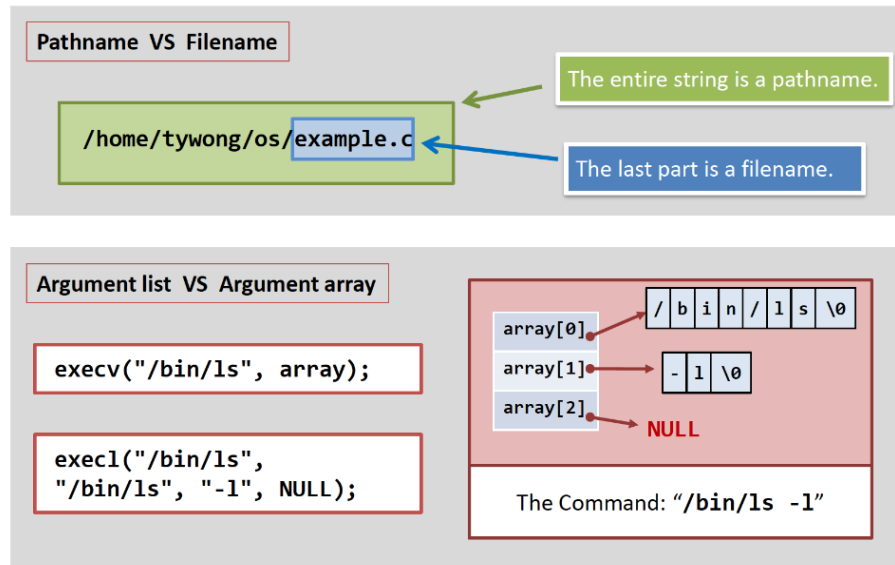 Pathname VS Filename
The entire string is a pathname.
/home/tywong/os/example.c
The last part is a filename.
Argument list VS Argument array
execv("/bin/ls", array);
execl("/bin/ls",
"/bin/ls", "-l", NULL);
array[0]
/ b i n / l s \0
array[1]
- l \0
array[2]
NULL
The Command: “/bin/ls -l”